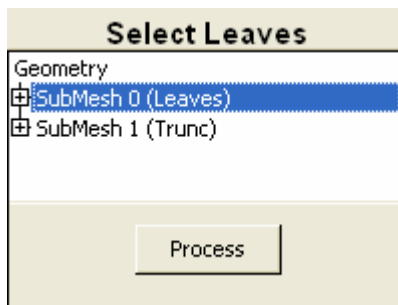 Select Leaves
Geometry
SubMesh 0 (Leaves)
SubMesh 1 (Trunc)
Process